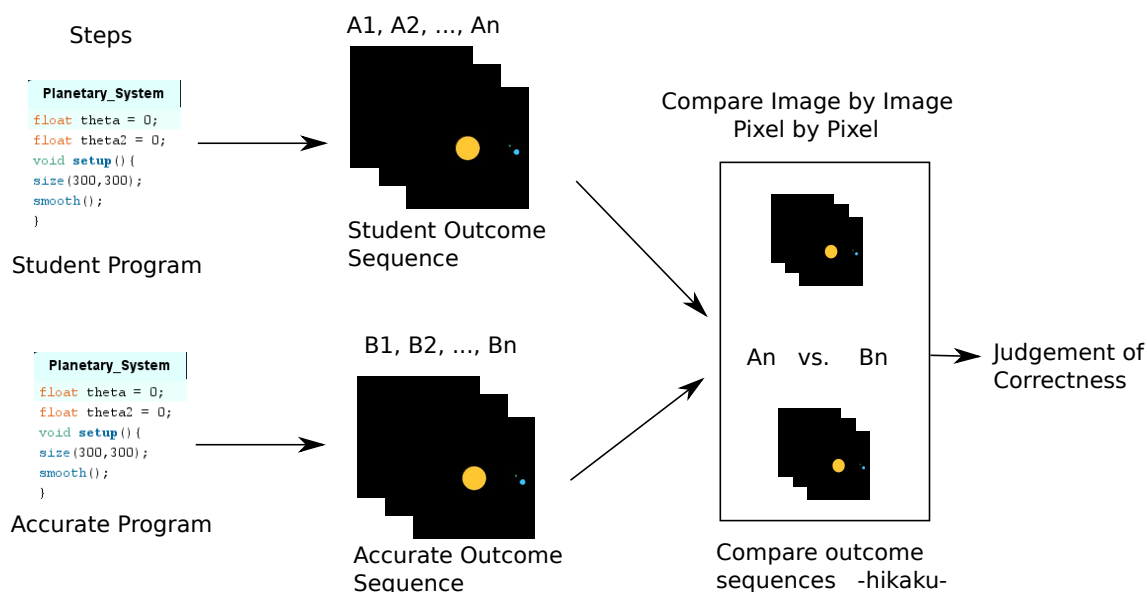 Steps
Planetary_System
float theta = 0;
float theta2 = 0;
void setup(){
size(300,300);
smooth();
}
Student Program
A1, A2, ..., An
Student Outcome
Sequence
Planetary_System
float theta = 0;
float theta2 = 0;
void setup(){
size(300,300);
smooth();
}
Accurate Program
B1, B2, ..., Bn
Accurate Outcome
Sequence
Compare Image by Image
Pixel by Pixel
An vs. Bn
Compare outcome
sequences -hikaku-
Judgement of
Correctness